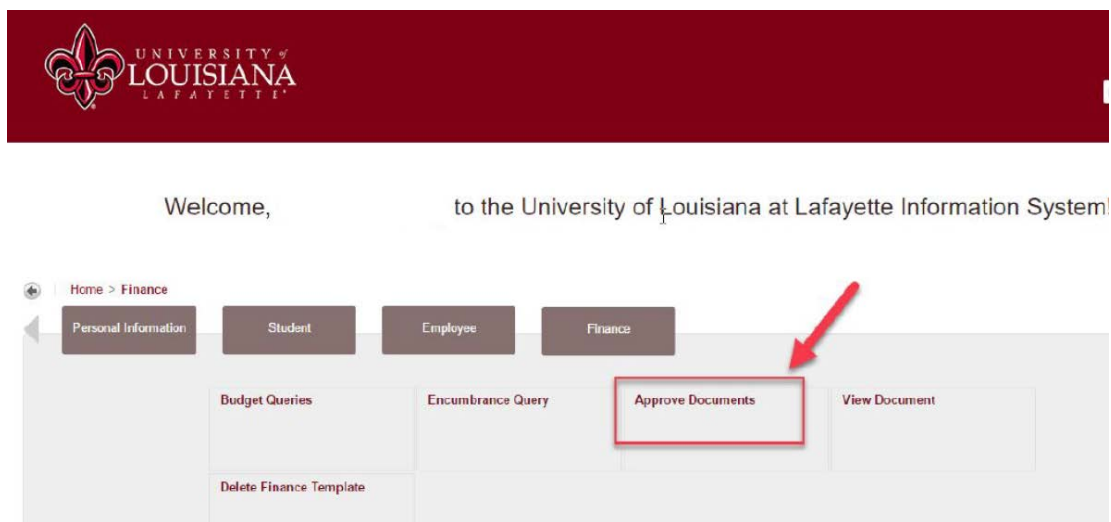 UNIVERSITY of
LOUISIANA
LAFAYETTE
Welcome, to the University of Louisiana at Lafayette Information System!
Home > Finance
Personal Information Student Employee Finance
Budget Queries Encumbrance Query Approve Documents View Document
Delete Finance Template